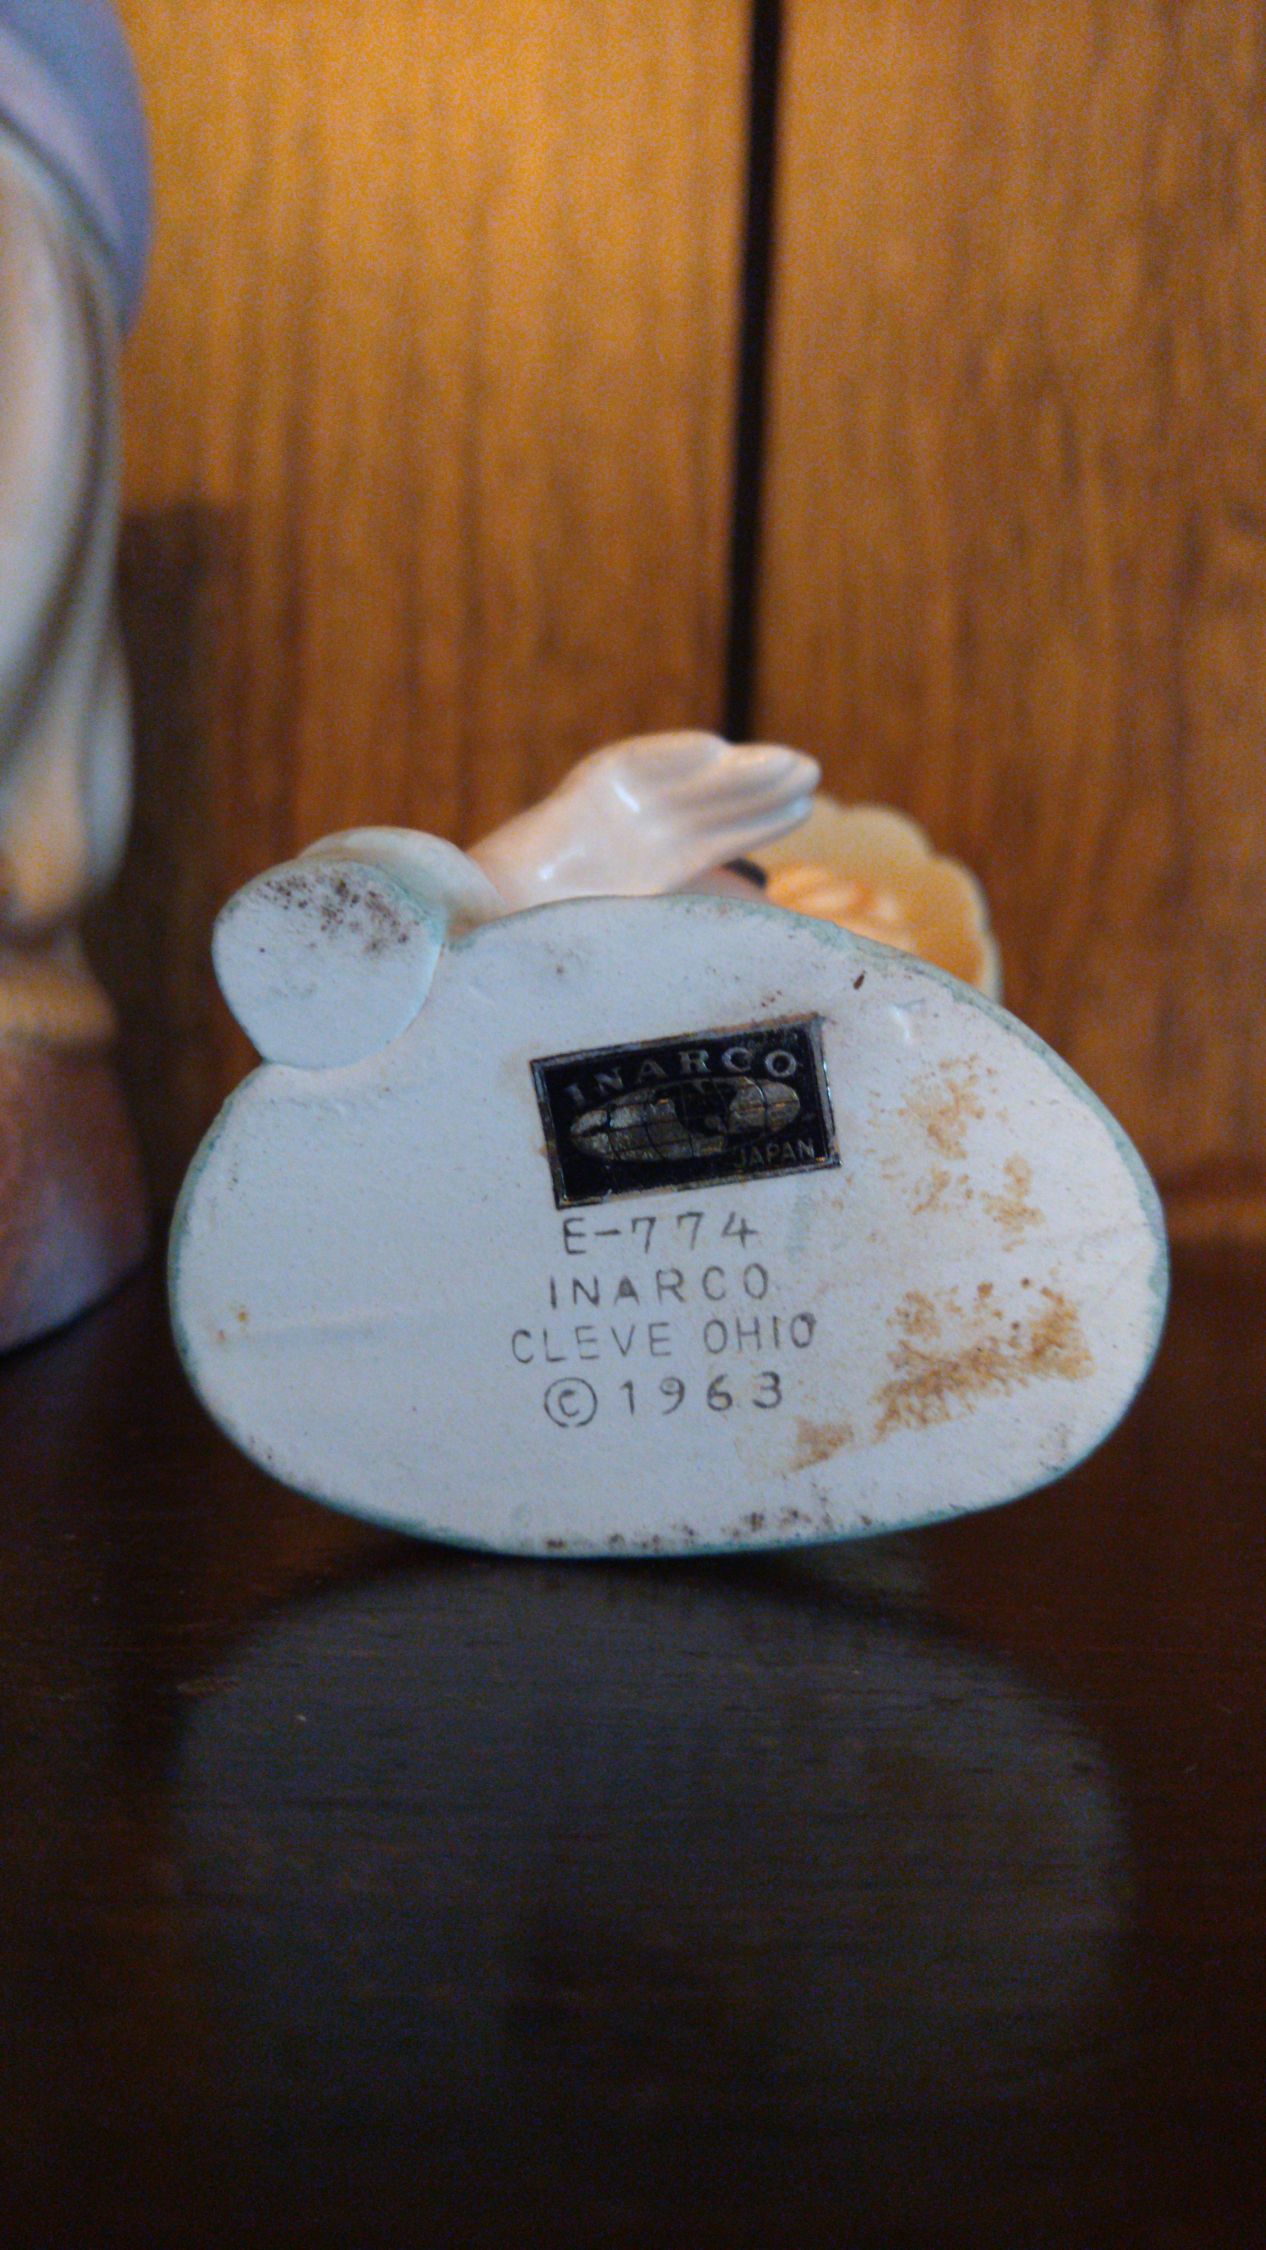 INARCO
JAPAN
E-774
INARCO
CLEVE OHIO
©1963